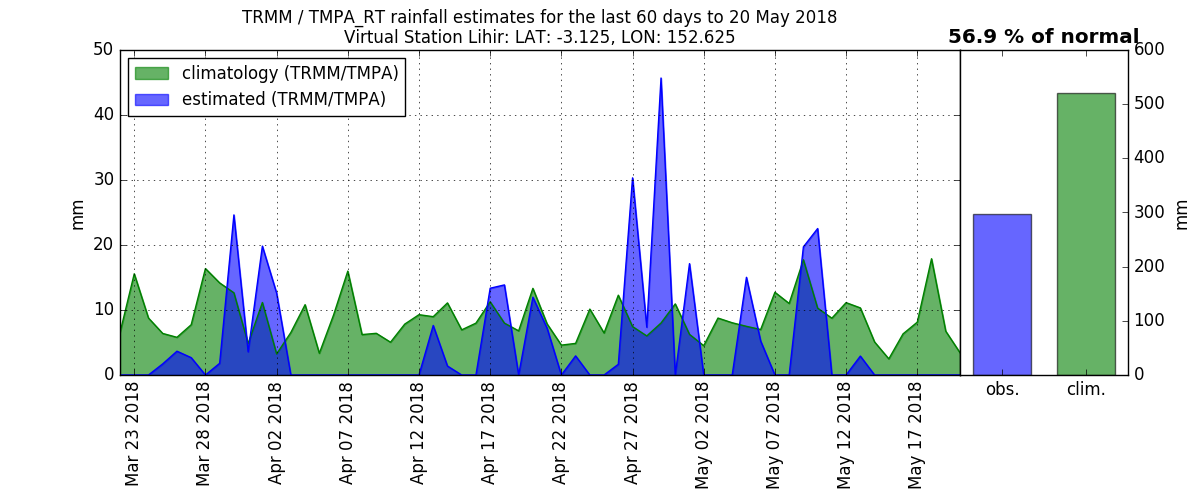 TRMM / TMPA_RT rainfall estimates for the last 60 days to 20 May 2018
Virtual Station Lihir: LAT: -3.125, LON: 152.625
56.9 % of normal
climatology (TRMM/TMPA)
estimated (TRMM/TMPA)
mm
50
40
30
20
10
0
Mar 23 2018
Mar 28 2018
Apr 02 2018
Apr 07 2018
Apr 12 2018
Apr 17 2018
Apr 22 2018
Apr 27 2018
May 02 2018
May 07 2018
May 12 2018
May 17 2018
600
500
400
300
200
100
0
mm
obs.
clim.